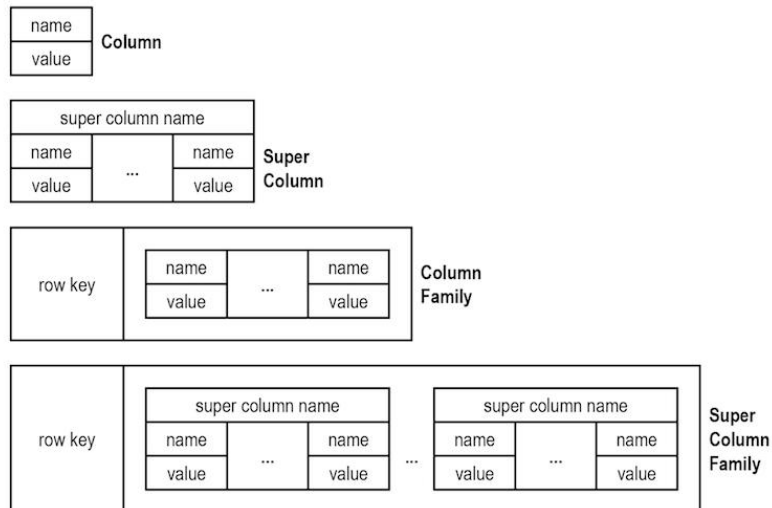 name
value
Column
super column name
name ... name
value value
Super
Column
row key
name ... name
value value
Column
Family
row key
super column name super column name
name ... name ... name ... name
value value value value
Super
Column
Family